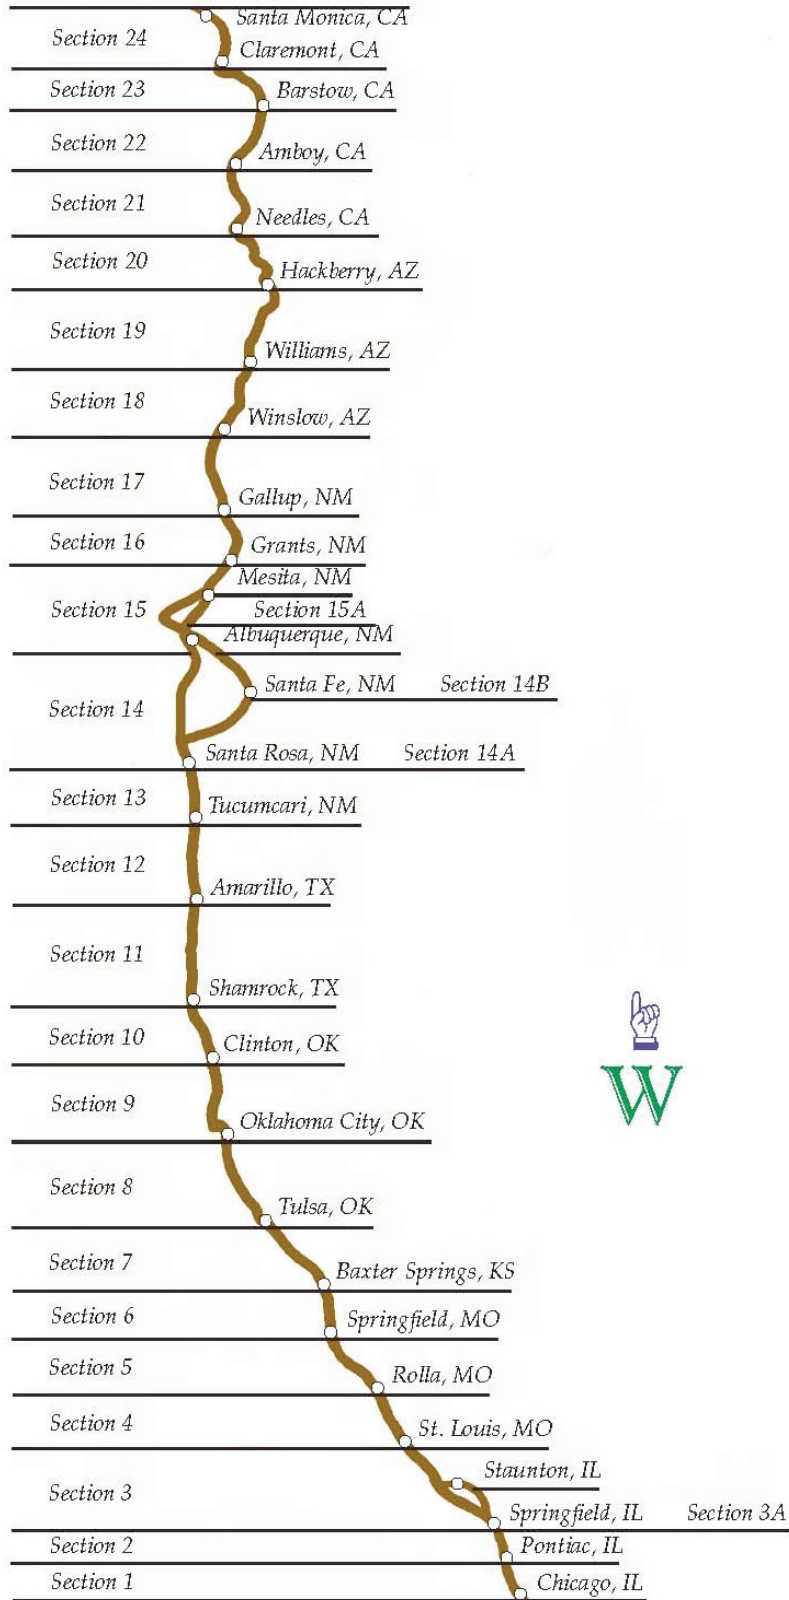 Santa Monica, CA
Section 24
Claremont, CA
Section 23
Barstow, CA
Section 22
Amboy, CA
Section 21
Needles, CA
Section 20
Hackberry, AZ
Section 19
Williams, AZ
Section 18
Winslow, AZ
Section 17
Gallup, NM
Section 16
Grants, NM
Mesita, NM
Section 15
Section 15A
Albuquerque, NM
Santa Fe, NM Section 14B
Section 14
Santa Rosa, NM Section 14A
Section 13
Tucumcari, NM
Section 12
Amarillo, TX
Section 11
Shamrock, TX
Section 10
Clinton, OK
Section 9
Oklahoma City, OK
Section 8
Tulsa, OK
Section 7
Baxter Springs, KS
Section 6
Springfield, MO
Section 5
Rolla, MO
Section 4
St. Louis, MO
Staunton, IL
Section 3
Springfield, IL Section 3A
Section 2
Pontiac, IL
Section 1
Chicago, IL
W